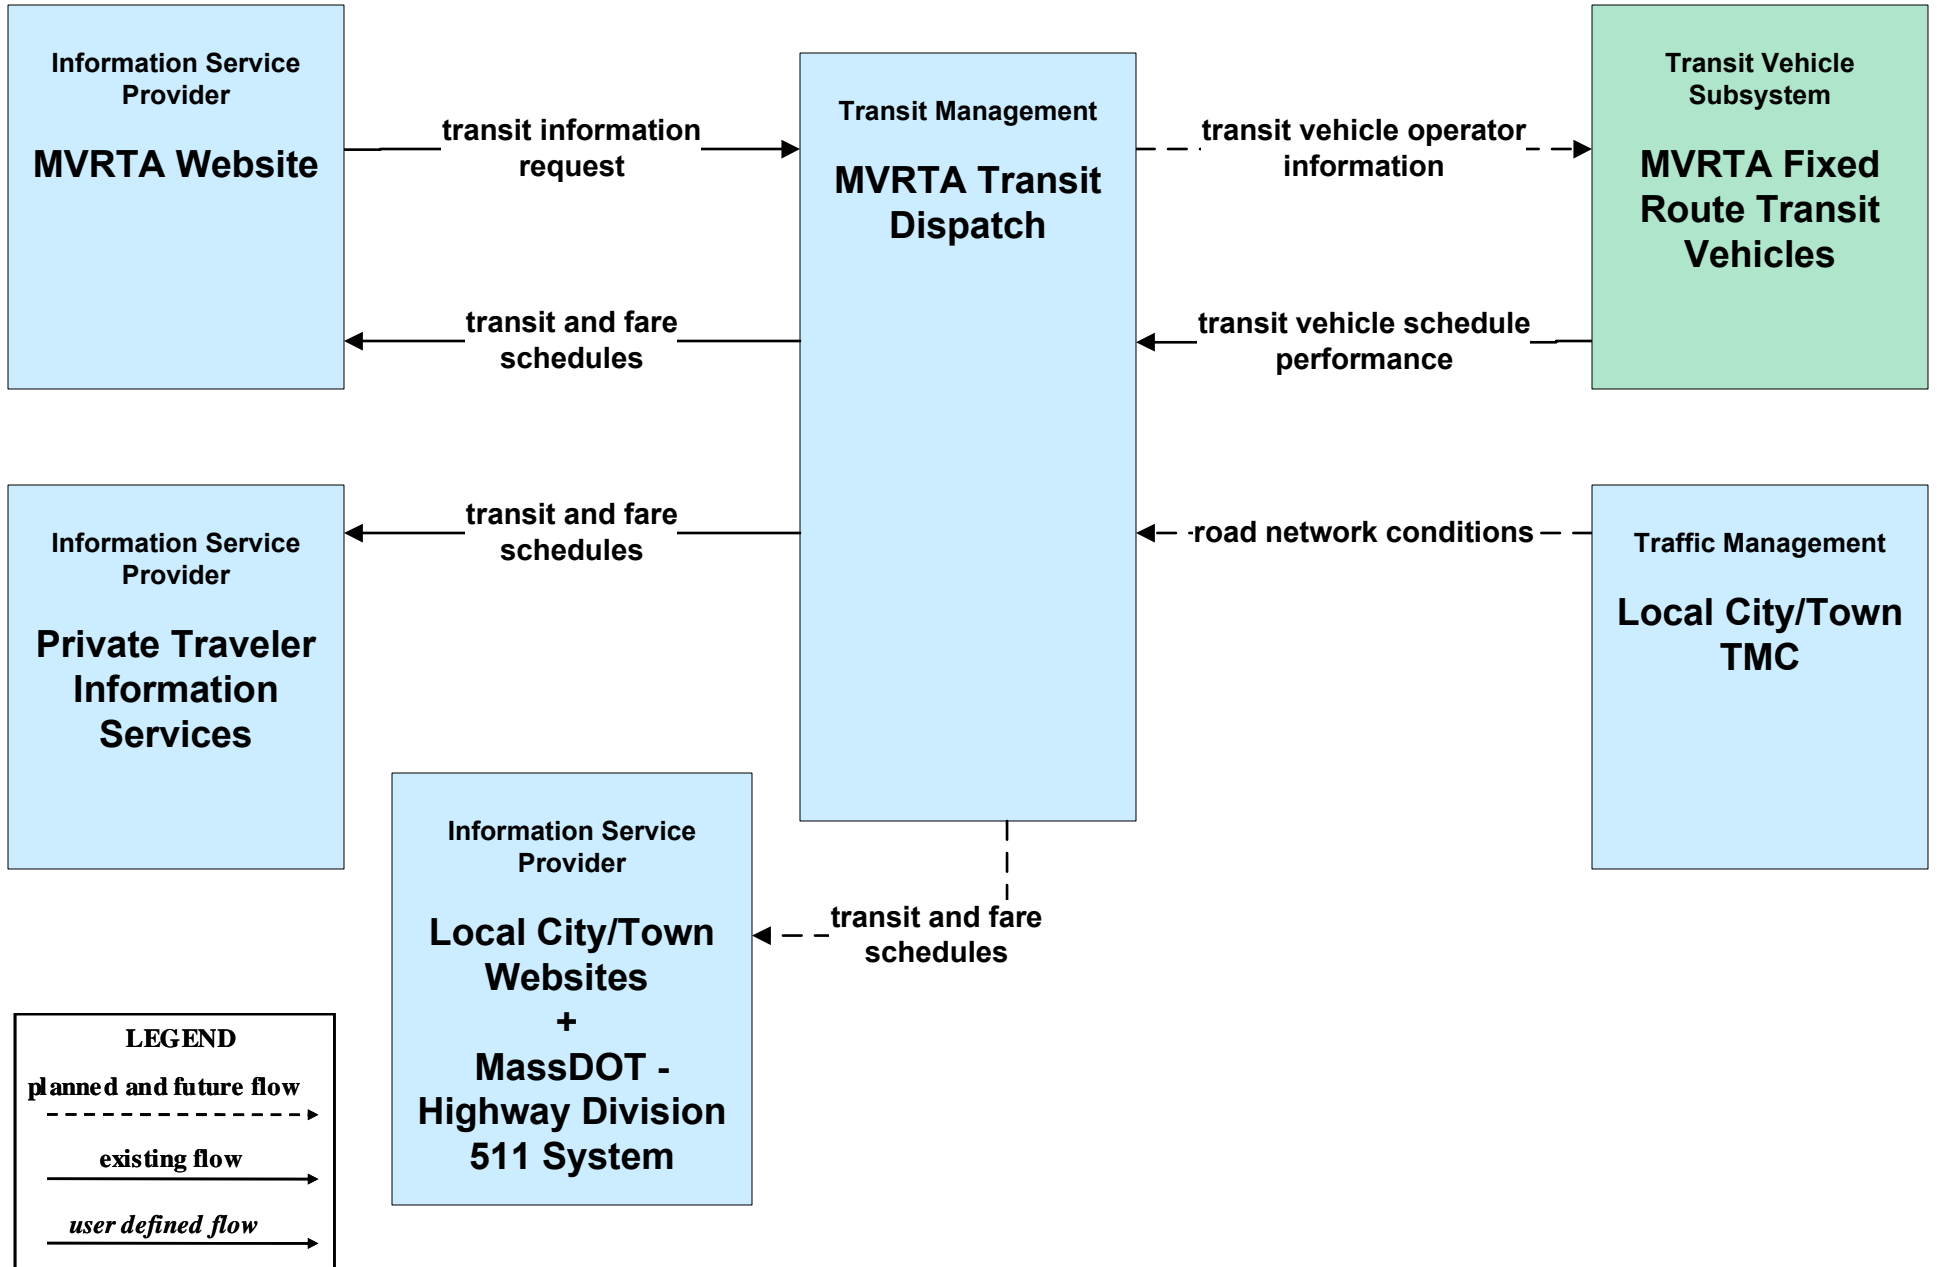 Information Service
Provider
MVRTA Website
transit information
request
transit and fare
schedules
Transit Management
MVRTA Transit
Dispatch
transit vehicle operator
information
transit vehicle schedule
performance
Transit Vehicle
Subsystem
MVRTA Fixed
Route Transit
Vehicles
Information Service
Provider
Private Traveler
Information
Services
transit and fare
schedules
road network conditions
Traffic Management
Local City/Town
TMC
Information Service
Provider
Local City/Town
Websites
+
MassDOT -
Highway Division
511 System
transit and fare
schedules
LEGEND
planned and future flow
existing flow
user defined flow